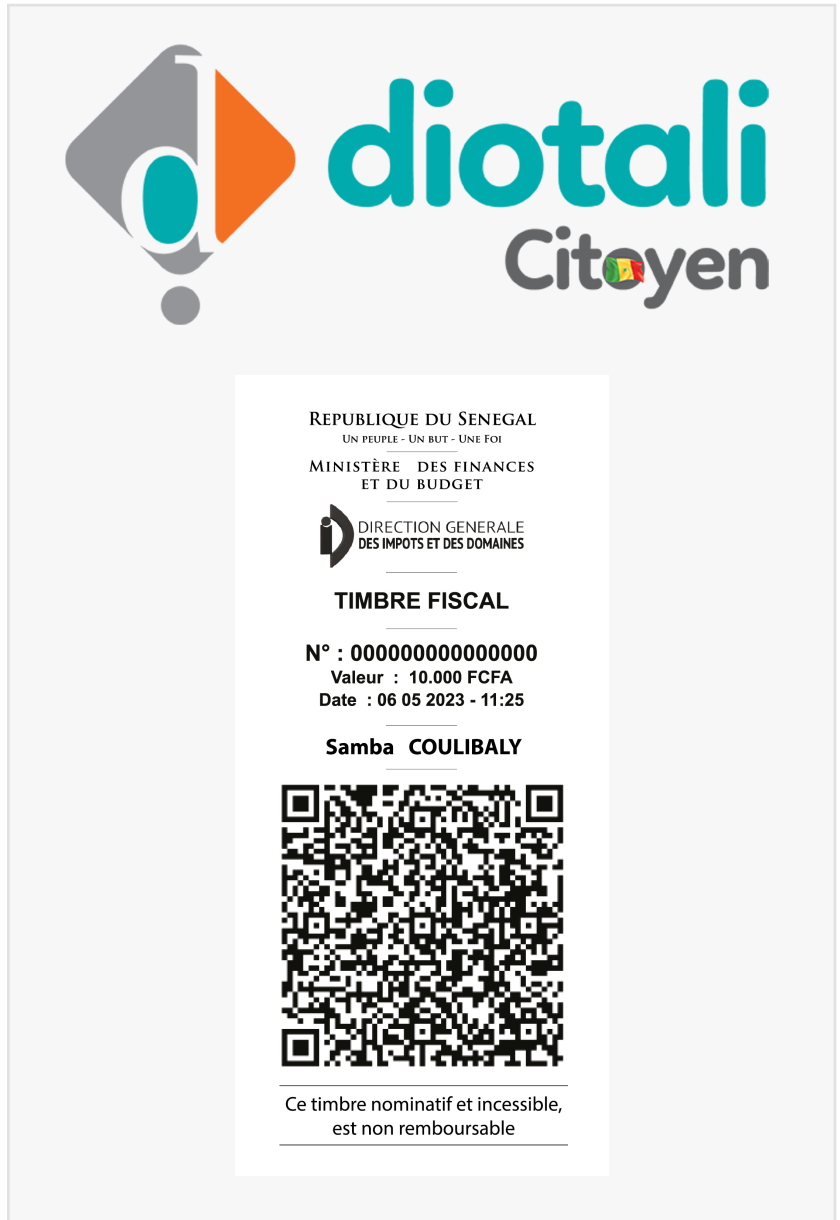 diotali
Citoyen
REPUBLIQUE DU SENEGAL
UN PEUPLE - UN BUT - UNE FOI
MINISTÈRE DES FINANCES
ET DU BUDGET
DIRECTION GENERALE
DES IMPOTS ET DES DOMAINES
TIMBRE FISCAL
N° : 000000000000000
Valeur : 10.000 FCFA
Date : 06 05 2023 - 11:25
Samba COULIBALY
Ce timbre nominatif et incessible,
est non remboursable